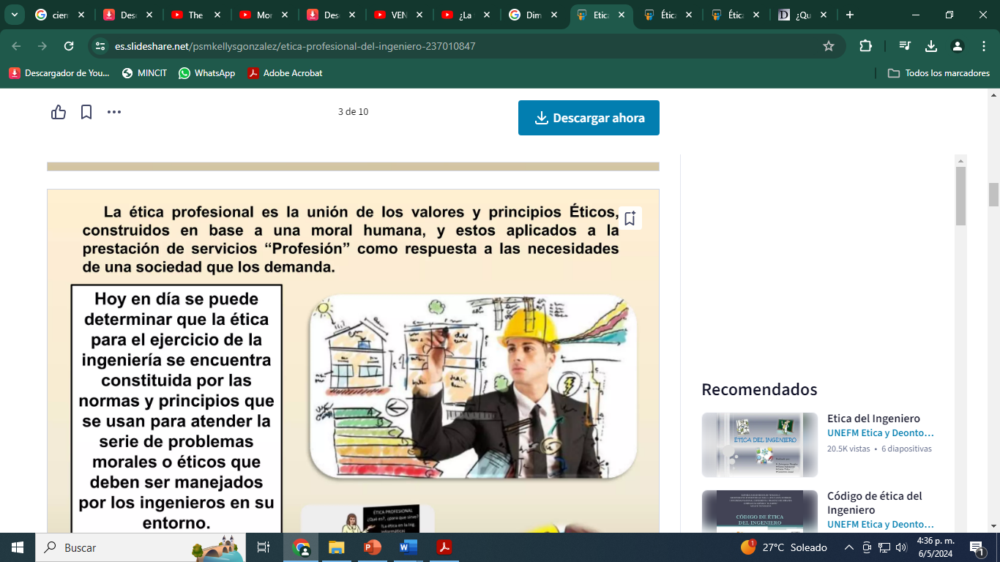 cien
Des
The
Mor
Des
VEN
¿La
Dim
Etica
Ética
Ética
¿Qu
es.slideshare.net/psmkellysgonzalez/etica-profesional-del-ingeniero-237010847
Descargador de You...
MINCIT
WhatsApp
Adobe Acrobat
Todos los marcadores
3 de 10
Descargar ahora
La ética profesional es la unión de los valores y principios Éticos,
construidos en base a una moral humana, y estos aplicados a la
prestación de servicios “Profesión” como respuesta a las necesidades
de una sociedad que los demanda.
Hoy en día se puede
determinar que la ética
para el ejercicio de la
ingeniería se encuentra
constituida por las
normas y principios que
se usan para atender la
serie de problemas
morales o éticos que
deben ser manejados
por los ingenieros en su
entorno.
ÉTICA PROFESIONAL
¿Qué es?, ¿para que sirve?
Recomendados
ÉTICA DEL INGENIERO
Etica del Ingeniero
UNEFM Etica y Deonto...
20.5K vistas • 6 diapositivas
CÓDIGO DE ÉTICA
DEL INGENIERO
Código de ética del
Ingeniero
UNEFM Etica y Deonto...
Buscar
1
27°C Soleado
4:36 p. m.
6/5/2024
1